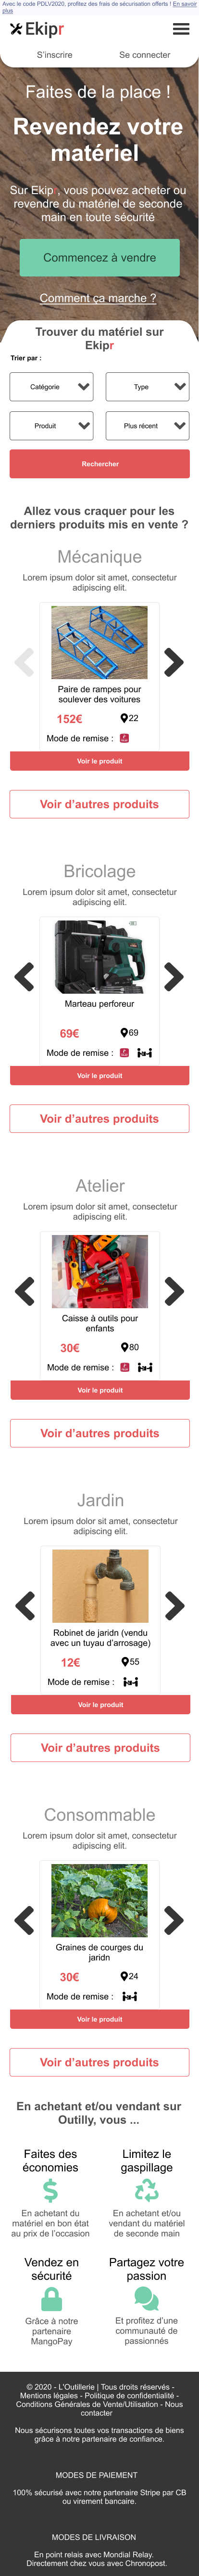 Avec le code PDLV2020, profitez des frais de sécurisation offerts ! En savoir
plus
Ekipr
S'inscrire
Se connecter
Faites de la place !
Revendez votre
matériel
Sur Ekipr, vous pouvez acheter ou
revendre du matériel de seconde
main en toute sécurité
Commencez à vendre
Comment ça marche ?
Trouver du matériel sur
Ekipr
Trier par :
Catégorie
Type
Produit
Plus récent
Rechercher
Allez vous craquer pour les
derniers produits mis en vente ?
Mécanique
Lorem ipsum dolor sit amet, consectetur
adipiscing elit.
Paire de rampes pour
soulever des voitures
152€
22
Mode de remise :
Voir le produit
Voir d'autres produits
Bricolage
Lorem ipsum dolor sit amet, consectetur
adipiscing elit.
Marteau perforeur
69€
69
Mode de remise :
Voir le produit
Voir d'autres produits
Atelier
Lorem ipsum dolor sit amet, consectetur
adipiscing elit.
Caisse à outils pour
enfants
30€
80
Mode de remise :
Voir le produit
Voir d'autres produits
Jardin
Lorem ipsum dolor sit amet, consectetur
adipiscing elit.
Robinet de jaridn (vendu
avec un tuyau d'arrosage)
12€
55
Mode de remise :
Voir le produit
Voir d'autres produits
Consommable
Lorem ipsum dolor sit amet, consectetur
adipiscing elit.
Graines de courges du
jaridn
30€
24
Mode de remise :
Voir le produit
Voir d'autres produits
En achetant et/ou vendant sur
Outilly, vous ...
Faites des
économies
En achetant du
matériel en bon état
au prix de l'occasion
Limitez le
gaspillage
En achetant et/ou
vendant du matériel
de seconde main
Vendez en
sécurité
Grâce à notre
partenaire
MangoPay
Partagez votre
passion
Et profitez d'une
communauté de
passionnés
© 2020 - L'Outillerie | Tous droits réservés -
Mentions légales - Politique de confidentialité -
Conditions Générales de Vente/Utilisation - Nous
contacter
Nous sécurisons toutes vos transactions de biens
grâce à notre partenaire de confiance.
MODES DE PAIEMENT
100% sécurisé avec notre partenaire Stripe par CB
ou virement bancaire.
MODES DE LIVRAISON
En point relais avec Mondial Relay.
Directement chez vous avec Chronopost.